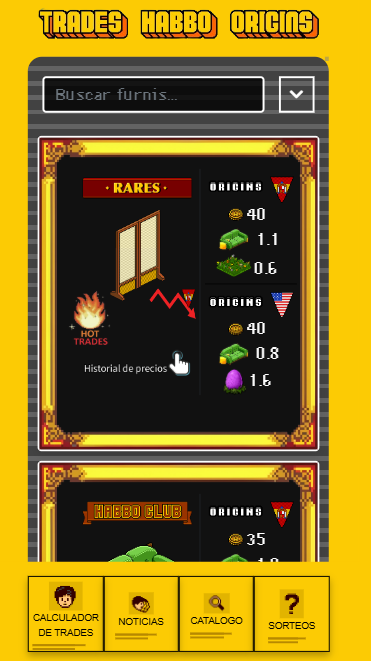 TRADES HABBO ORIGINS
Buscar furnis...
· RARES ·
ORIGINS
40
1.1
0.6
HOT
TRADES
Historial de precios
ORIGINS
40
0.8
1.6
HABBO CLUB
ORIGINS
35
CALCULADOR
DE TRADES
NOTICIAS
CATALOGO
SORTEOS